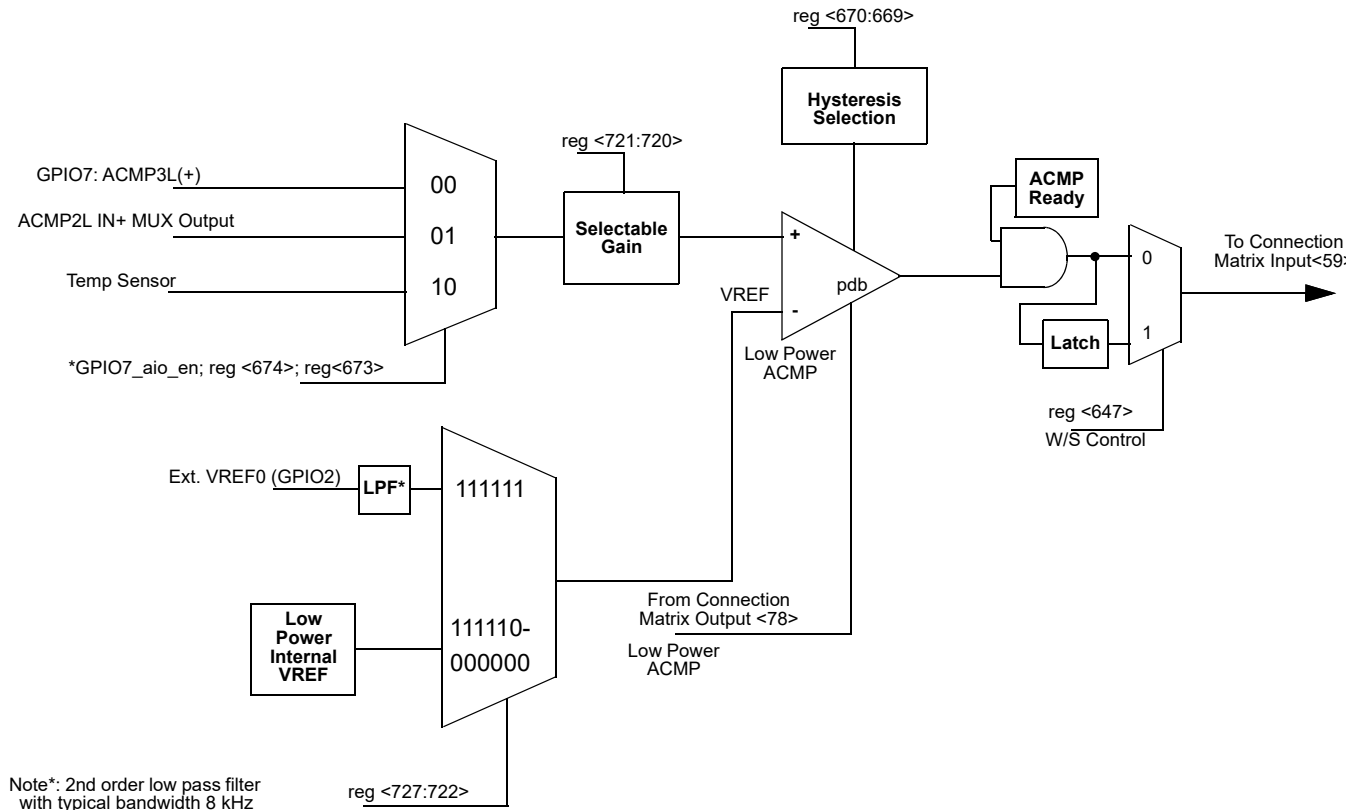 reg <670:669>
Hysteresis
Selection
reg <721:720>
GPIO7: ACMP3L(+)
00
ACMP2L IN+ MUX Output
01
Temp Sensor
10
Selectable
Gain
*GPIO7_aio_en; reg <674>; reg<673>
+
VREF
-
pdb
Low Power
ACMP
ACMP
Ready
0
To Connection
Matrix Input<59>
Latch
1
reg <647>
W/S Control
Ext. VREF0 (GPIO2)
LPF*
111111
Low
Power
Internal
VREF
111110-
000000
From Connection
Matrix Output <78>
Low Power
ACMP
Note*: 2nd order low pass filter
with typical bandwidth 8 kHz
reg <727:722>